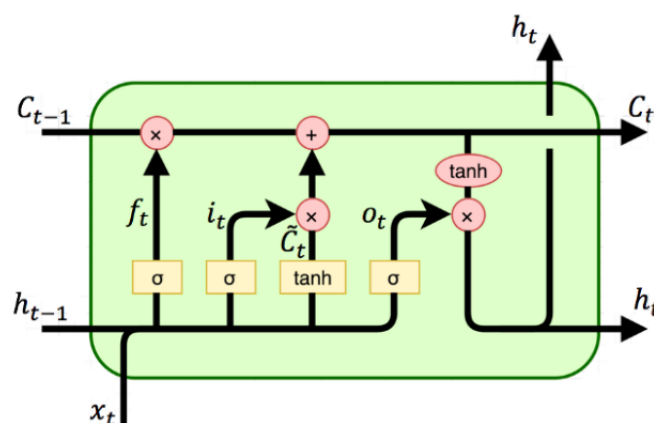 h_t
C_{t-1} × + C_t
tanh
f_t i_t × o_t ×
C̃_t
σ σ tanh σ
h_{t-1} h_t
x_t